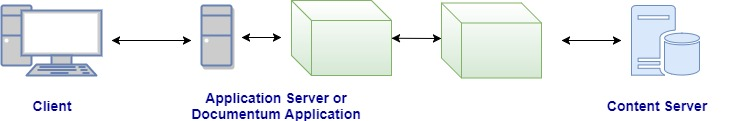 Client
Application Server or
Documentum Application
Content Server